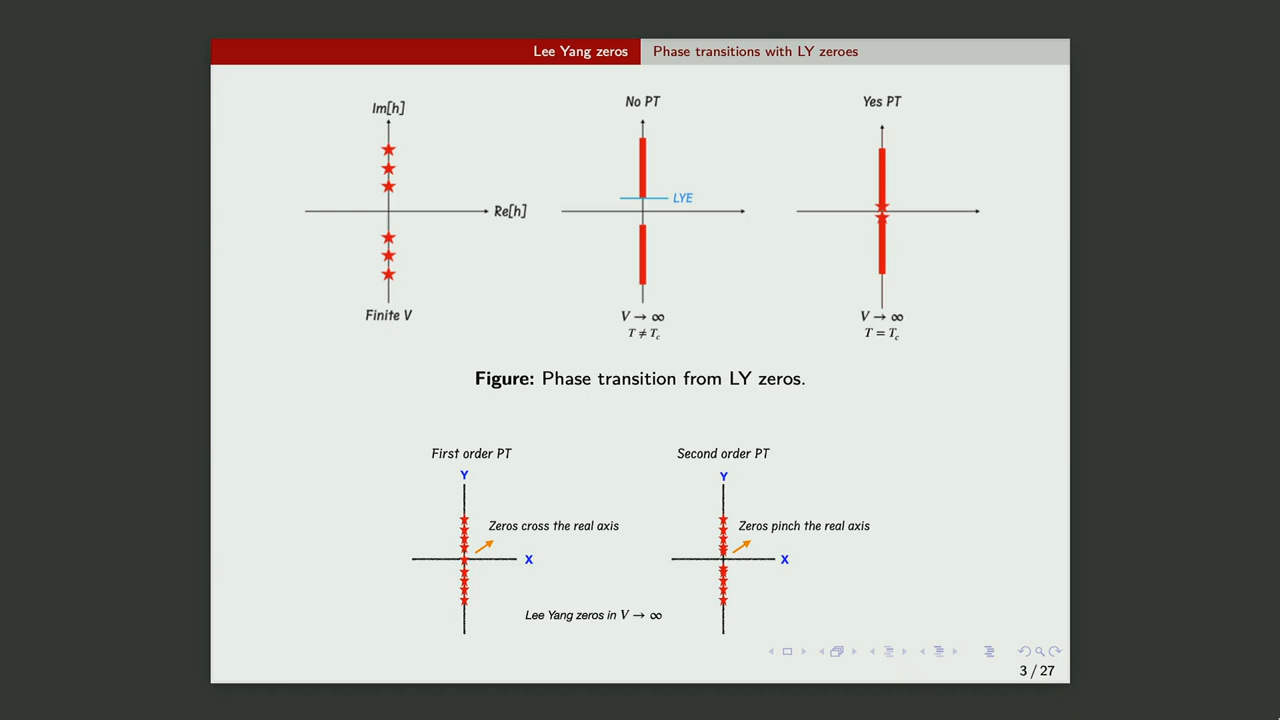 Lee Yang zeros
Phase transitions with LY zeroes
Im[h]
Re[h]
Finite V
No PT
LYE
V → ∞
T ≠ Tc
Yes PT
V → ∞
T = Tc
Figure: Phase transition from LY zeros.
First order PT
Y
Zeros cross the real axis
X
Second order PT
Y
Zeros pinch the real axis
X
Lee Yang zeros in V → ∞
3 / 27